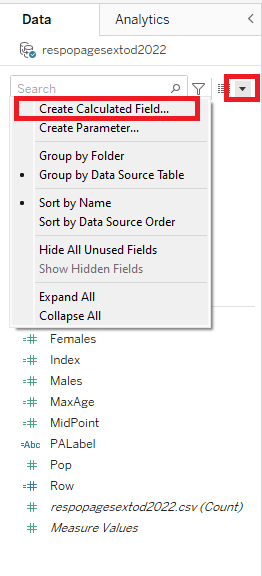 Data Analytics
respopagesextod2022
Search
Create Calculated Field...
Create Parameter...
Group by Folder
Group by Data Source Table
Sort by Name
Sort by Data Source Order
Hide All Unused Fields
Show Hidden Fields
Expand All
Collapse All
Females
Index
Males
MaxAge
MidPoint
Abc PALabel
Pop
Row
respopagesextod2022.csv (Count)
Measure Values